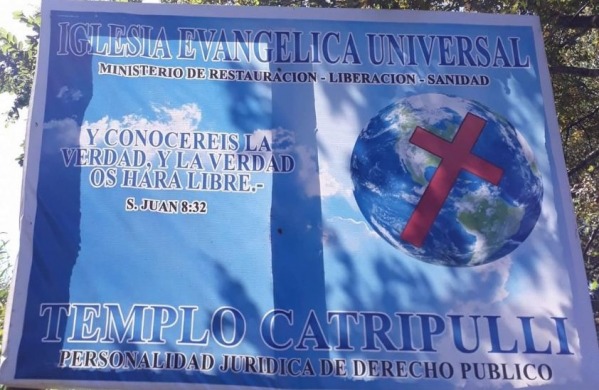 IGLESIA EVANGELICA UNIVERSAL
MINISTERIO DE RESTAURACION - LIBERACION - SANIDAD
Y CONOCEREIS LA
VERDAD, Y LA VERDAD
OS HARA LIBRE.-
S. JUAN 8:32
TEMPLO CATRIPULLI
PERSONALIDAD JURIDICA DE DERECHO PUBLICO